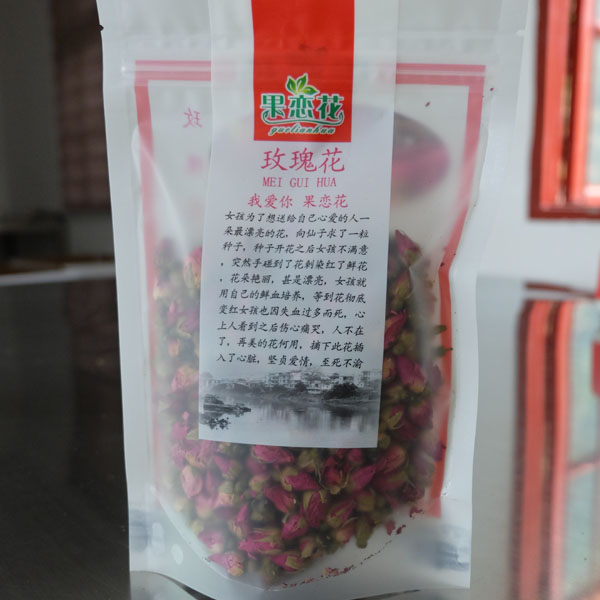 果恋花
guolianhua
玫瑰花
MEI GUI HUA
我爱你 果恋花
女孩为了想送给自己心爱的人一
朵最漂亮的花，向仙子求了一粒
种子，种子开花之后女孩不满意
，突然手碰到了花刺染红了鲜花
，花朵艳丽，甚是漂亮，女孩就
用自己的鲜血培养，等到花彻底
变红女孩也因失血过多而死，心
上人看到之后伤心痛哭，人不在
了，再美的花何用，摘下此花插
入了心脏，坚贞爱情，至死不渝
玫